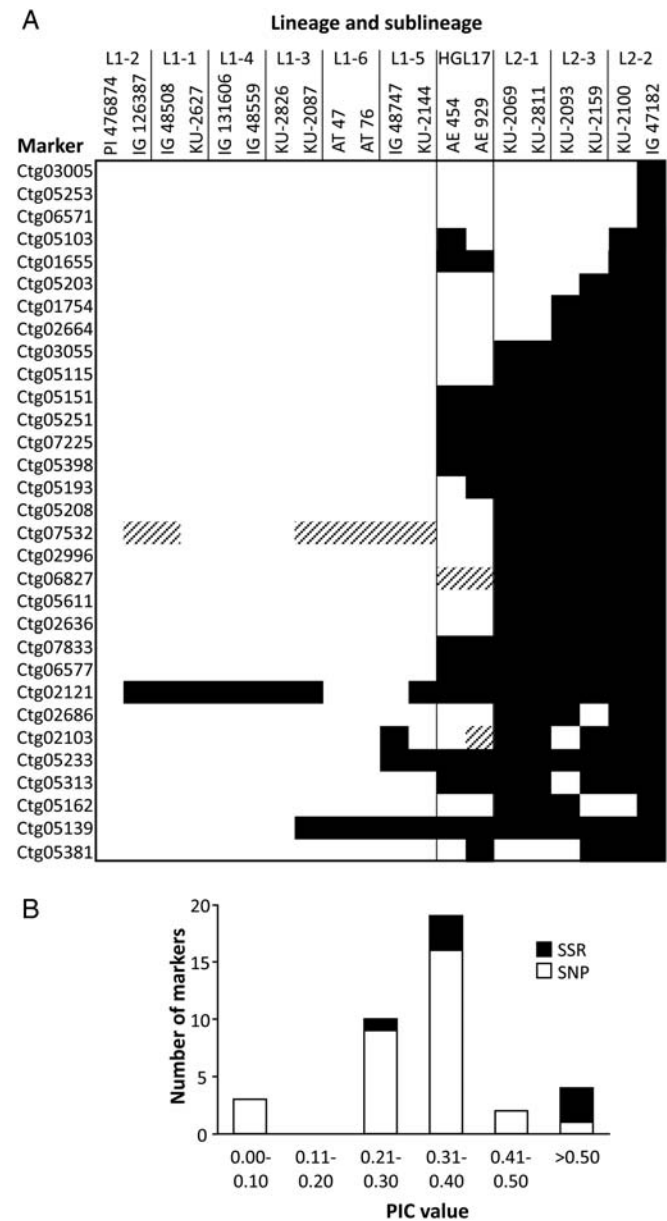 A
Lineage and sublineage
L1-2 L1-1 L1-4 L1-3 L1-6 L1-5 HGL17 L2-1 L2-3 L2-2
Marker PI 476874 IG 126387 IG 48508 KU-2627 IG 131606 IG 48559 KU-2826 KU-2087 AT 47 AT 76 IG 48747 KU-2144 AE 454 AE 929 KU-2069 KU-2811 KU-2093 KU-2159 KU-2100 IG 47182
Ctg03005
Ctg05253
Ctg06571
Ctg05103
Ctg01655
Ctg05203
Ctg01754
Ctg02664
Ctg03055
Ctg05115
Ctg05151
Ctg05251
Ctg07225
Ctg05398
Ctg05193
Ctg05208
Ctg07532
Ctg02996
Ctg06827
Ctg05611
Ctg02636
Ctg07833
Ctg06577
Ctg02121
Ctg02686
Ctg02103
Ctg05233
Ctg05313
Ctg05162
Ctg05139
Ctg05381
B
Number of markers
20
15
10
5
0
SSR
SNP
0.00- 0.11- 0.21- 0.31- 0.41- >0.50
0.10 0.20 0.30 0.40 0.50
PIC value